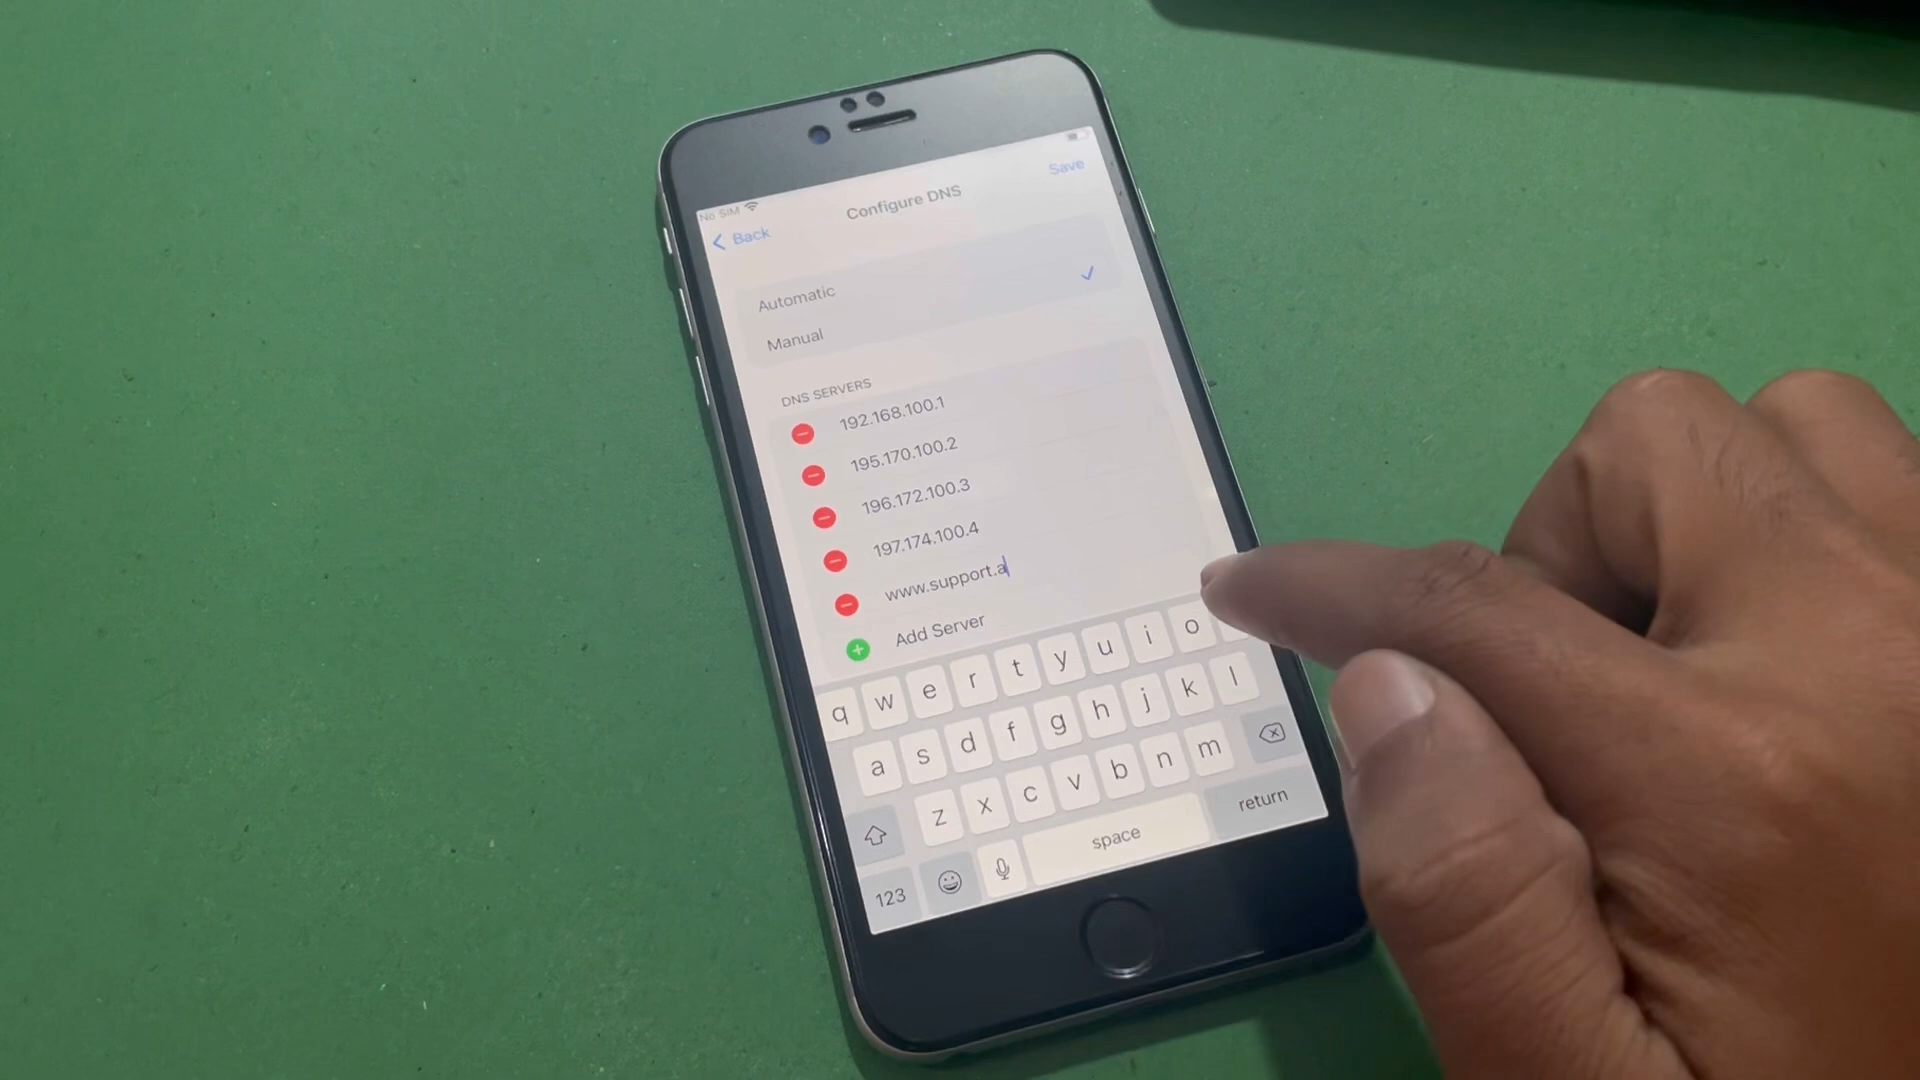 No SIM
Save
Back
Configure DNS
Automatic
Manual
DNS SERVERS
192.168.100.1
195.170.100.2
196.172.100.3
197.174.100.4
www.support.a
Add Server
q w e r t y u i o
a s d f g h j k l
z x c v b n m
123
space
return